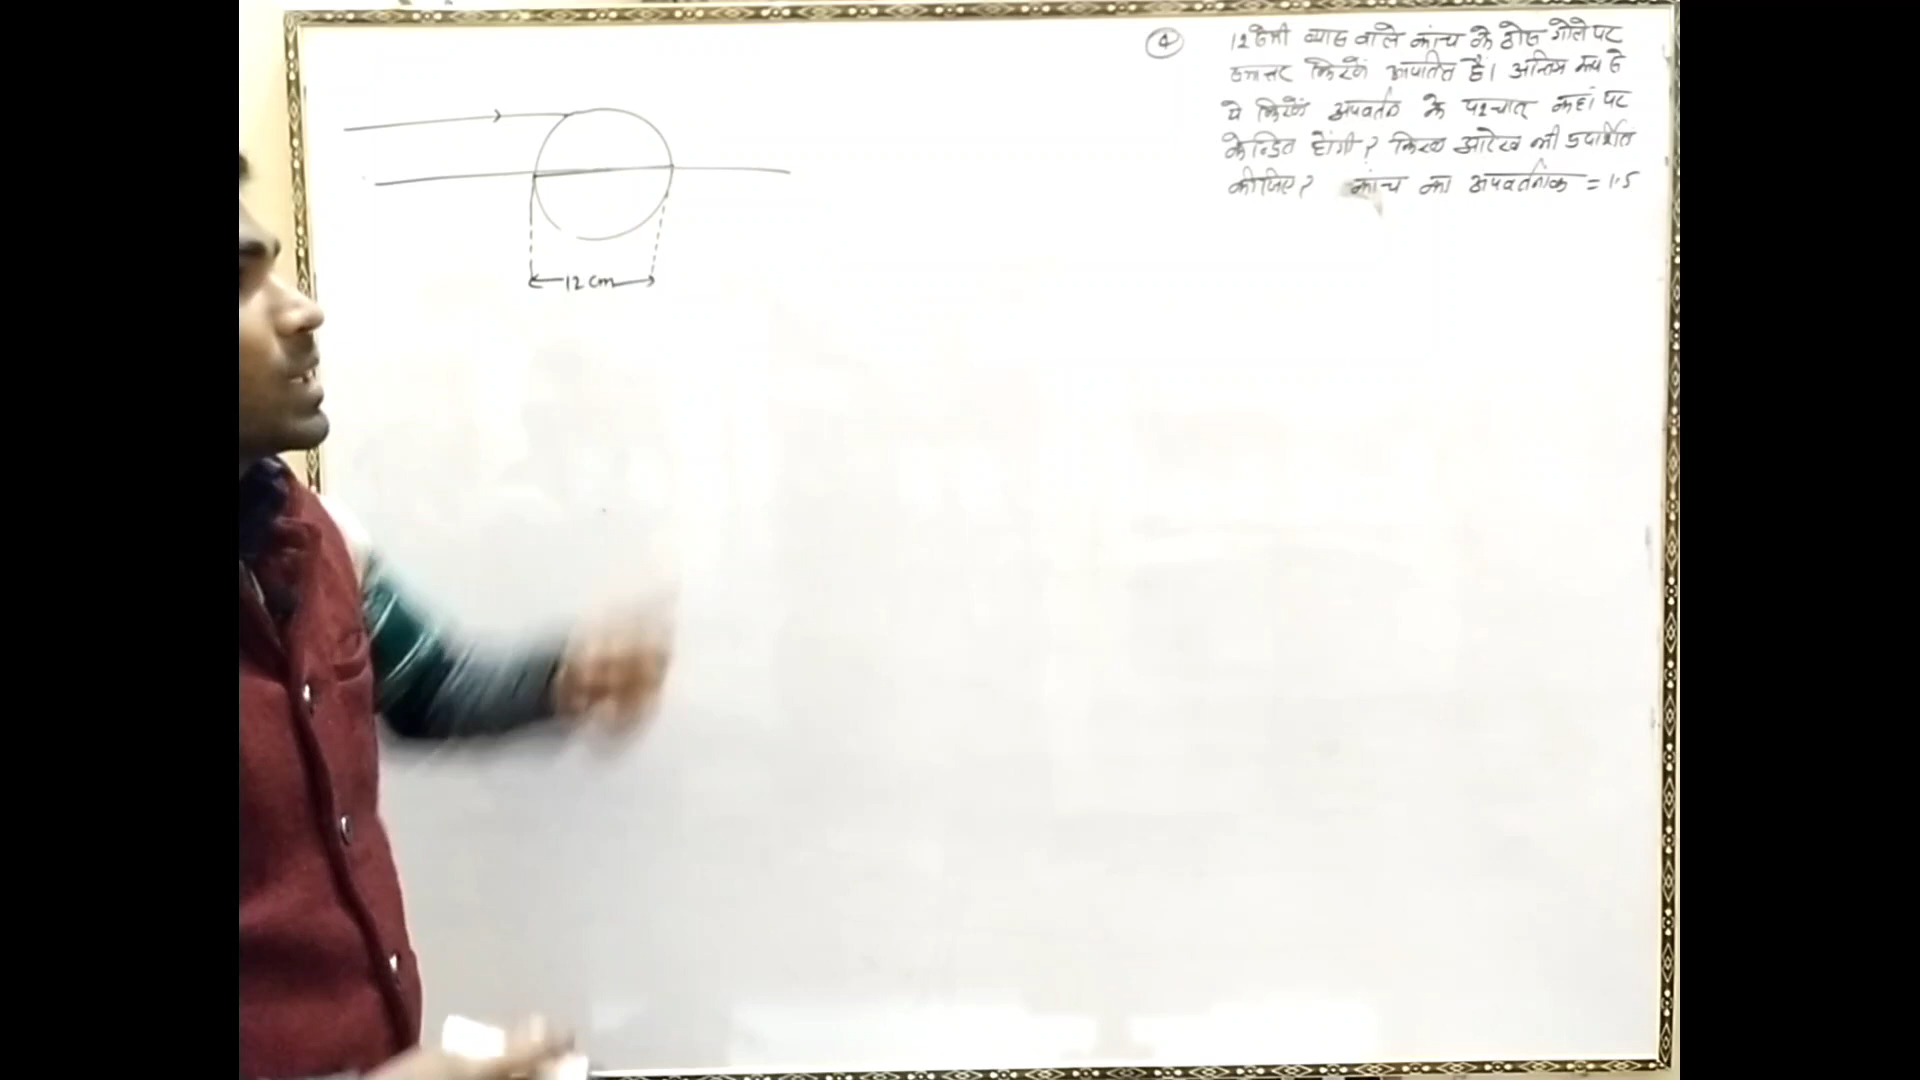 ④ 12 सेमी व्यास वाले कांच के ठोस गोले पर
समान्तर किरणें आपतित हैं। अन्तिम रूप से
ये किरणें अपवर्तन के पश्चात् कहां पर
केन्द्रित होंगी? किरण आरेख भी प्रदर्शित
कीजिए? कांच का अपवर्तनांक = 1.5
12 cm